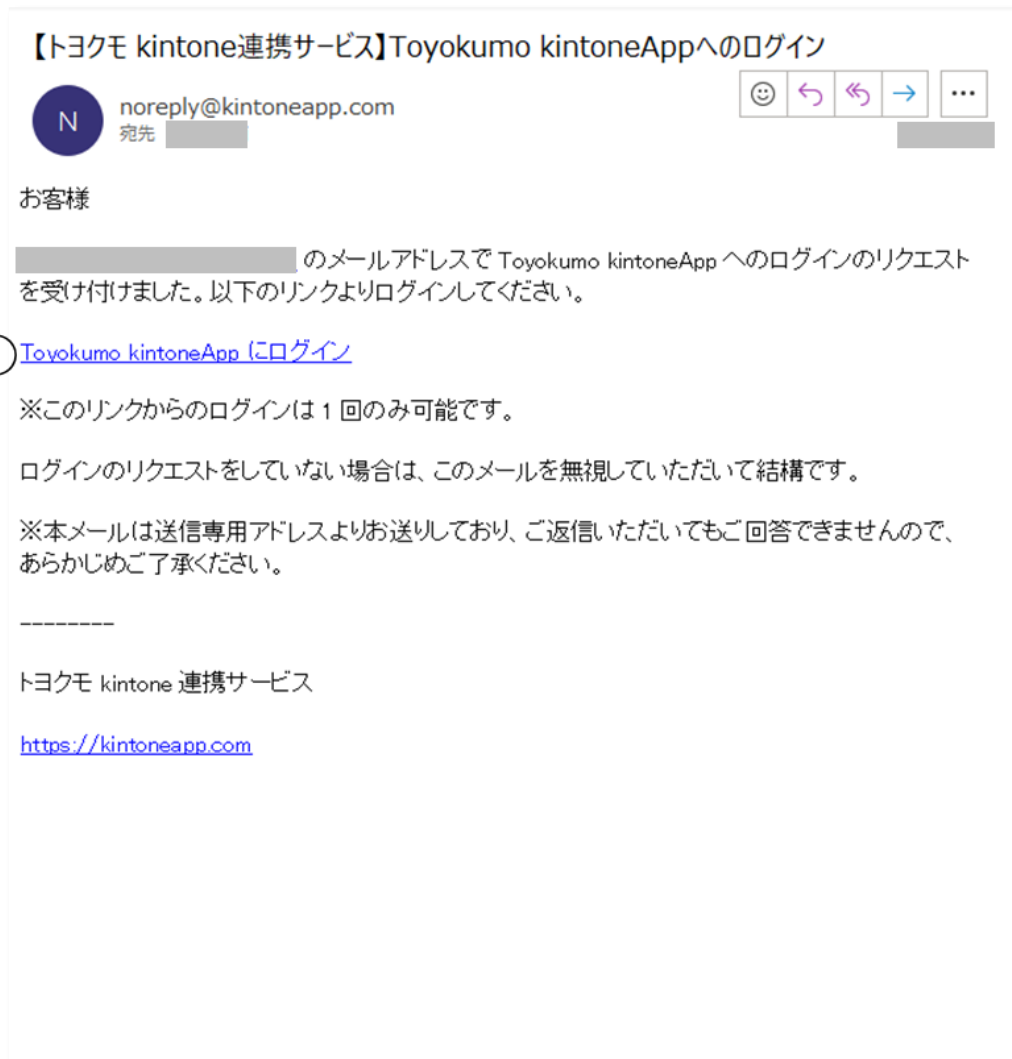 【トヨクモ kintone連携サービス】Toyokumo kintoneAppへのログイン
N
noreply@kintoneapp.com
宛先
お客様
のメールアドレスで Toyokumo kintoneApp へのログインのリクエスト
を受け付けました。以下のリンクよりログインしてください。
Toyokumo kintoneApp にログイン
※このリンクからのログインは 1 回のみ可能です。
ログインのリクエストをしていない場合は、このメールを無視していただいて結構です。
※本メールは送信専用アドレスよりお送りしており、ご返信いただいてもご回答できませんので、
あらかじめご了承ください。
--------
トヨクモ kintone 連携サービス
https://kintoneapp.com